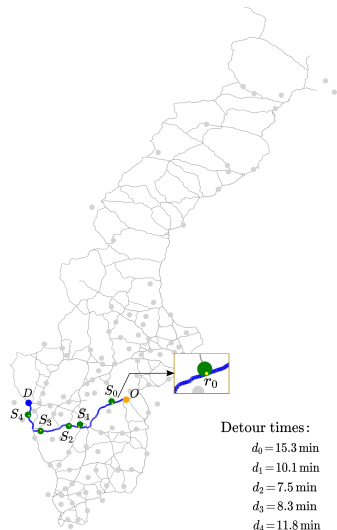 S₀
O
r₀
D
S₄
S₃
S₂
S₁
Detour times:
d₀=15.3 min
d₁=10.1 min
d₂=7.5 min
d₃=8.3 min
d₄=11.8 min